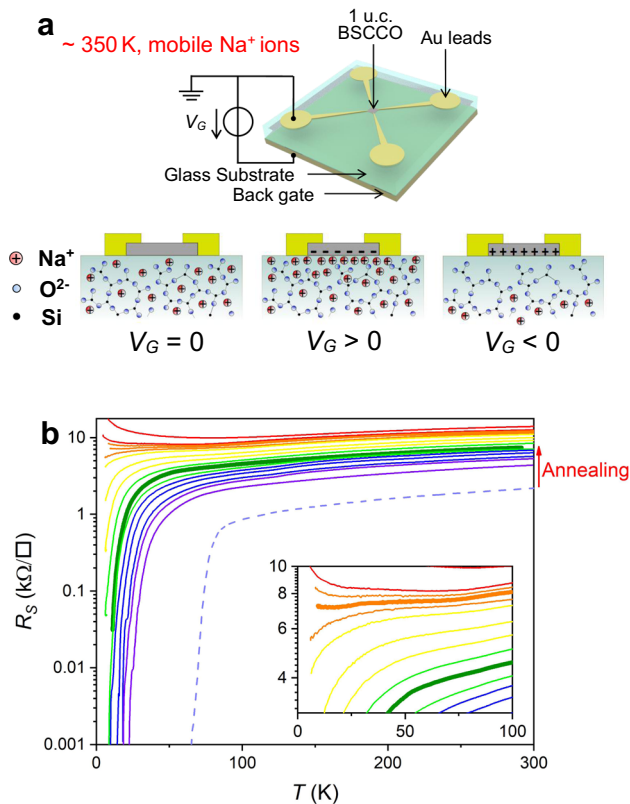 a
~ 350 K, mobile Na⁺ ions
1 u.c.
BSCCO
Au leads
V_G
Glass Substrate
Back gate
Na⁺
O²⁻
Si
V_G = 0
V_G > 0
V_G < 0
b
R_S (kΩ/□)
10
1
0.1
0.01
0.001
Annealing
10
8
6
4
0
50
100
0
100
200
300
T (K)